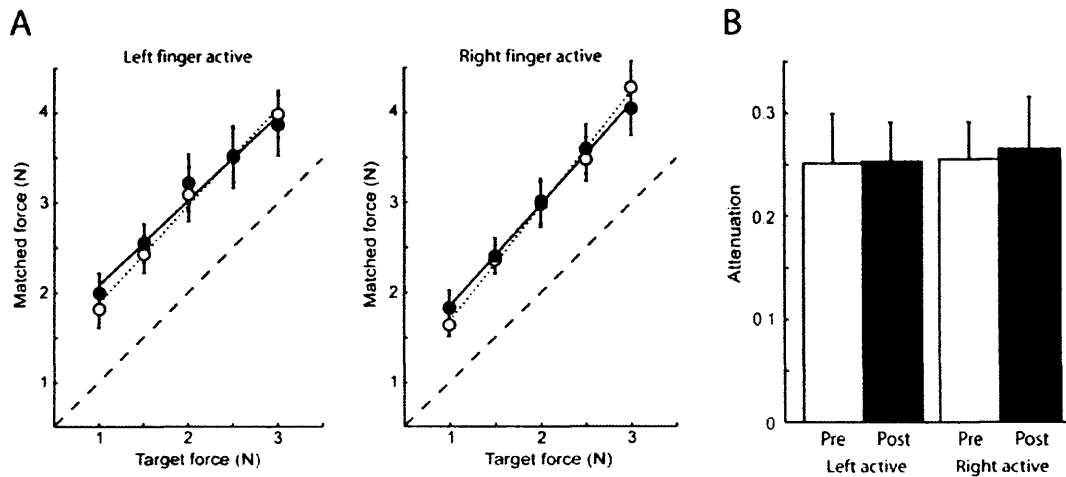 A
B
Left finger active
Right finger active
Matched force (N)
4
3
2
1
1
2
3
Target force (N)
Matched force (N)
4
3
2
1
1
2
3
Target force (N)
Attenuation
0.3
0.2
0 1
0
Pre
Post
Pre
Post
Left active
Right active